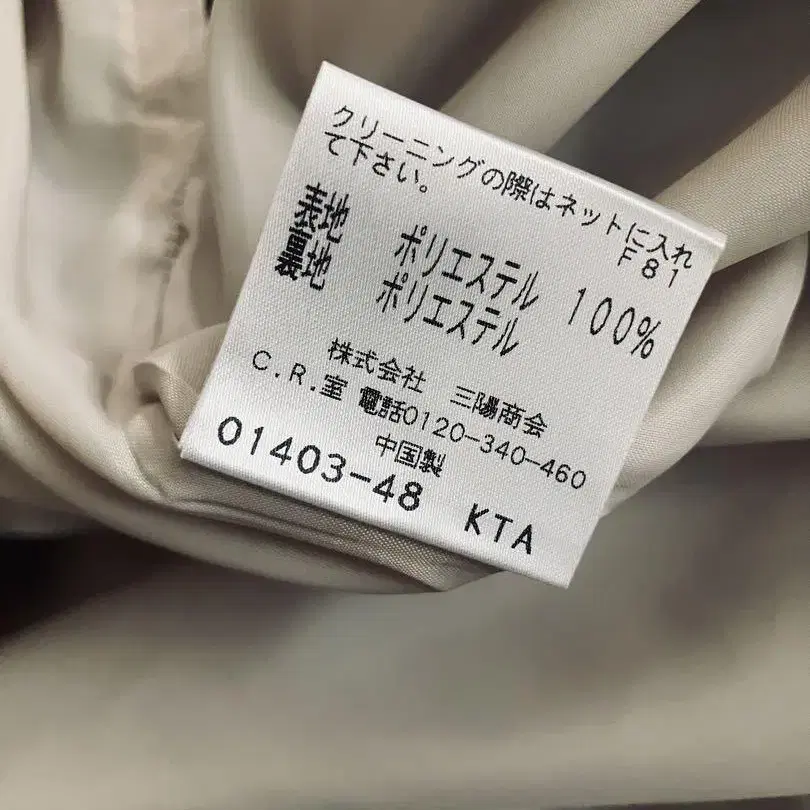 クリーニングの際はネットに入れ
て下さい。
F81
表地 ポリエステル 100%
裏地 ポリエステル
株式会社 三陽商会
C.R.室 電話0120-340-460
中国製
01403-48 KTA